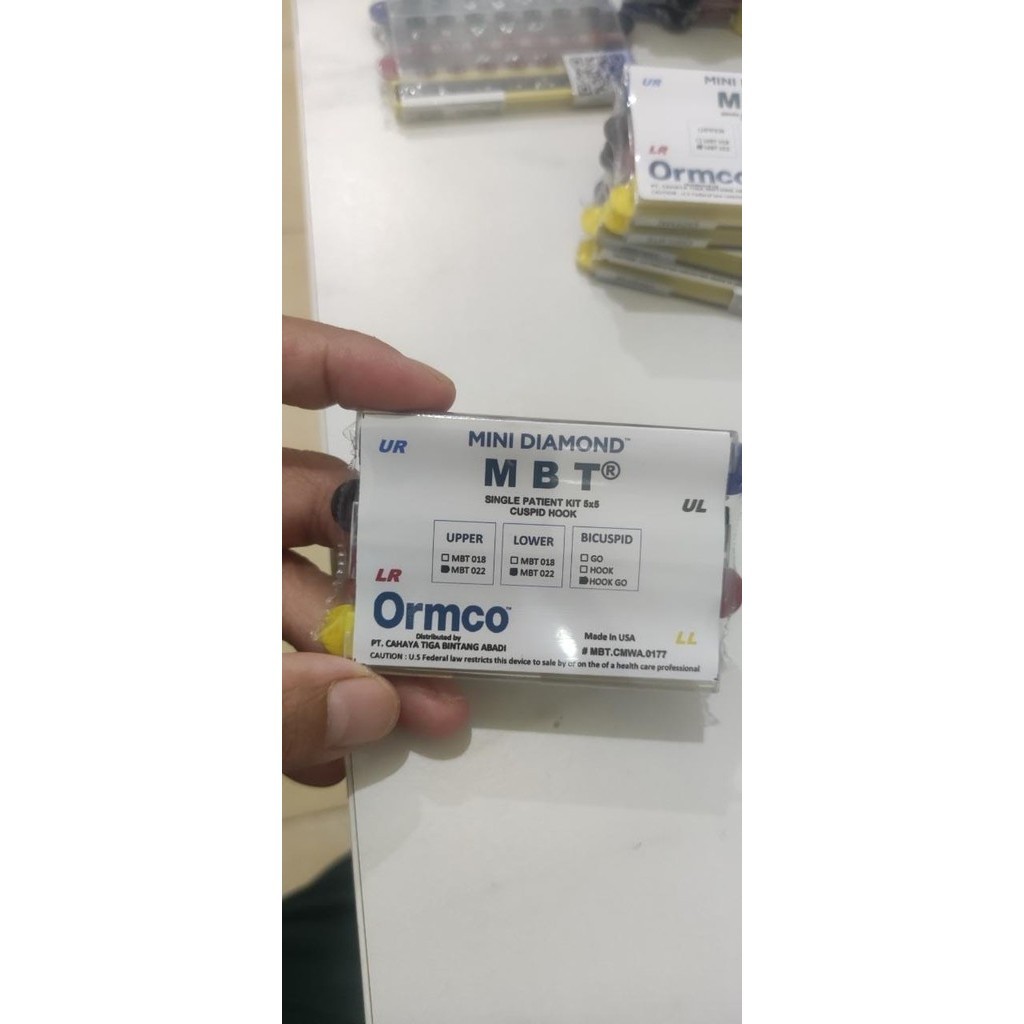 UR
MINI
M
UPPER
MBT 022
LR
Ormco
MINI DIAMOND™
UR
M B T®
SINGLE PATIENT KIT 5x5
CUSPID HOOK
UL
UPPER
MBT 018
MBT 022
LOWER
MBT 018
MBT 022
BICUSPID
GO
HOOK
HOOK GO
LR
Ormco™
Distributed by
PT. CAHAYA TIGA BINTANG ABADI
Made In USA
LL
# MBT.CMWA.0177
CAUTION : U.S Federal law restricts this device to sale by or on the of a health care professional